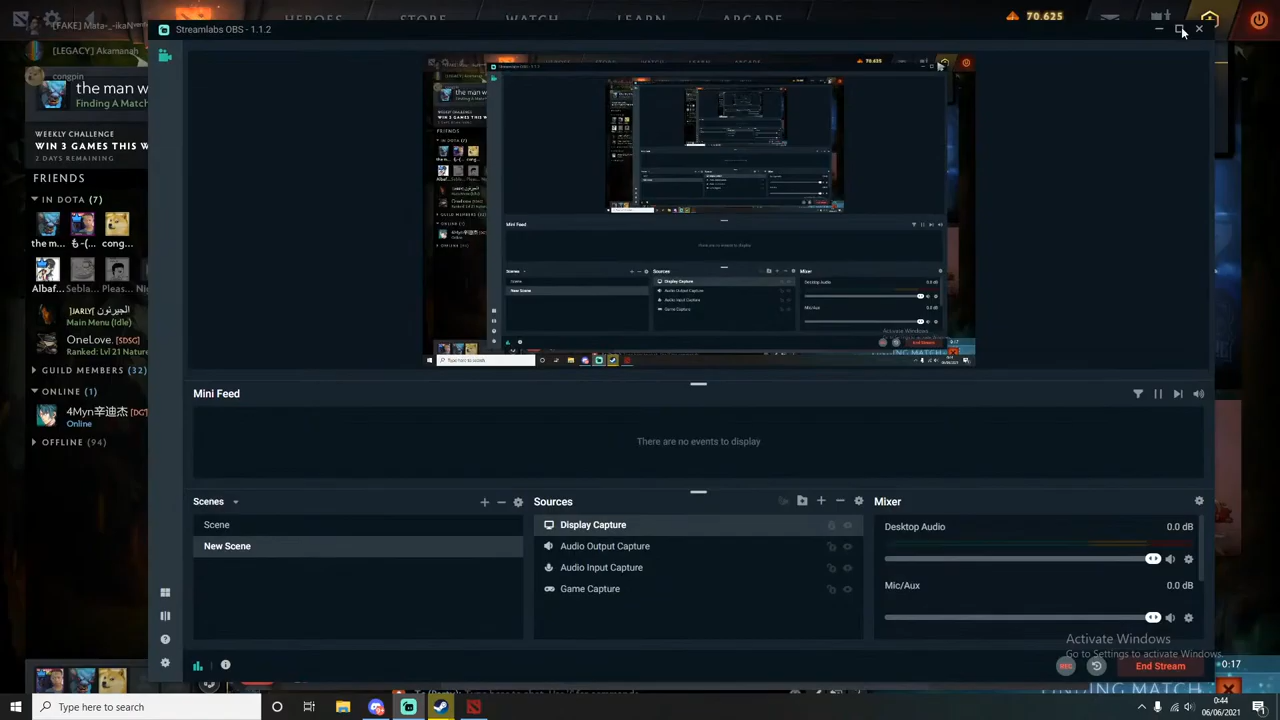 HEROES STORE WATCH LEARN ARCADE
70.625
[FAKE] Mata-_-ikaN
Streamlabs OBS - 1.1.2
[LEGACY] Akamanah
congpin
the man w
Finding A Match
WEEKLY CHALLENGE
WIN 3 GAMES THIS W
2 DAYS REMAINING
FRIENDS
IN DOTA (7)
the m...
cong...
Albaf...
Sebla...
Pleas...
Main Menu (Idle)
OneLove. [SDSG]
Ranked: Lvl 21 Nature
GUILD MEMBERS (32)
ONLINE (1)
4Myn辛迪杰 [DG
Online
OFFLINE (94)
Mini Feed
There are no events to display
Scenes
Scene
New Scene
Sources
Display Capture
Audio Output Capture
Audio Input Capture
Game Capture
Mixer
Desktop Audio 0.0 dB
Mic/Aux 0.0 dB
Activate Windows
Go to Settings to activate Windows.
REC
End Stream
0:17
ING MATCH
Type here to search
0:44
06/06/2021